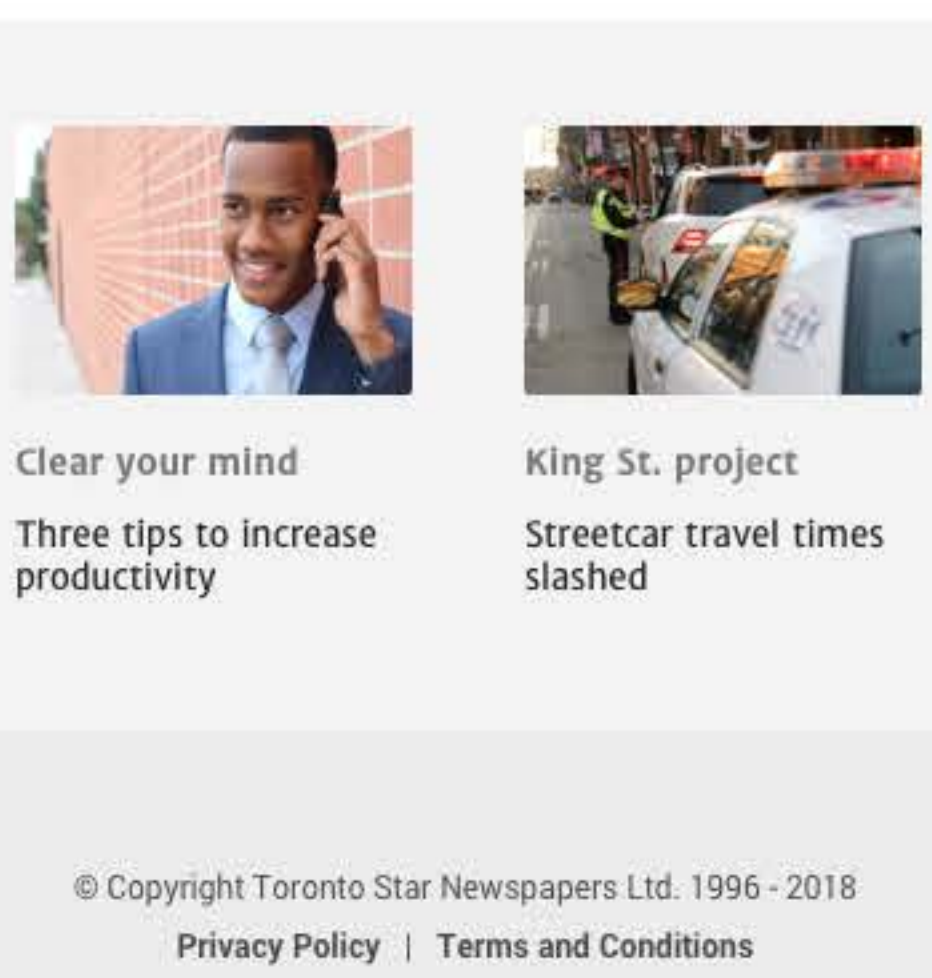 Clear your mind
Three tips to increase
productivity
King St. project
Streetcar travel times
slashed
© Copyright Toronto Star Newspapers Ltd. 1996 - 2018
Privacy Policy | Terms and Conditions